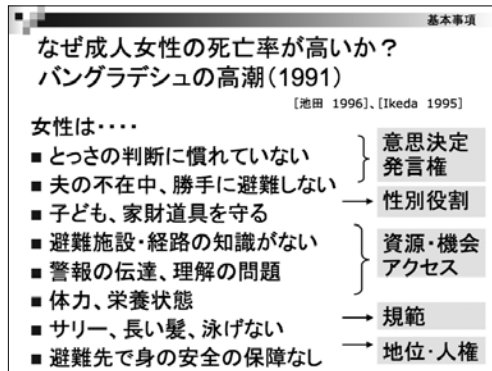 基本事項
なぜ成人女性の死亡率が高いか?
バングラデシュの高潮(1991)
[池田 1996]、[Ikeda 1995]
女性は・・・・
■ とっさの判断に慣れていない
■ 夫の不在中、勝手に避難しない
意思決定
発言権
■ 子ども、家財道具を守る
→ 性別役割
■ 避難施設・経路の知識がない
■ 警報の伝達、理解の問題
■ 体力、栄養状態
資源・機会
アクセス
■ サリー、長い髪、泳げない
→ 規範
■ 避難先で身の安全の保障なし
→ 地位・人権